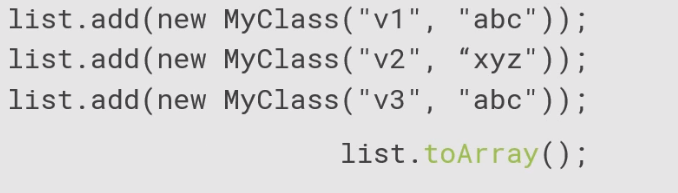 list.add(new MyClass("v1", "abc"));
list.add(new MyClass("v2", “xyz"));
list.add(new MyClass("v3", "abc"));
list.toArray();